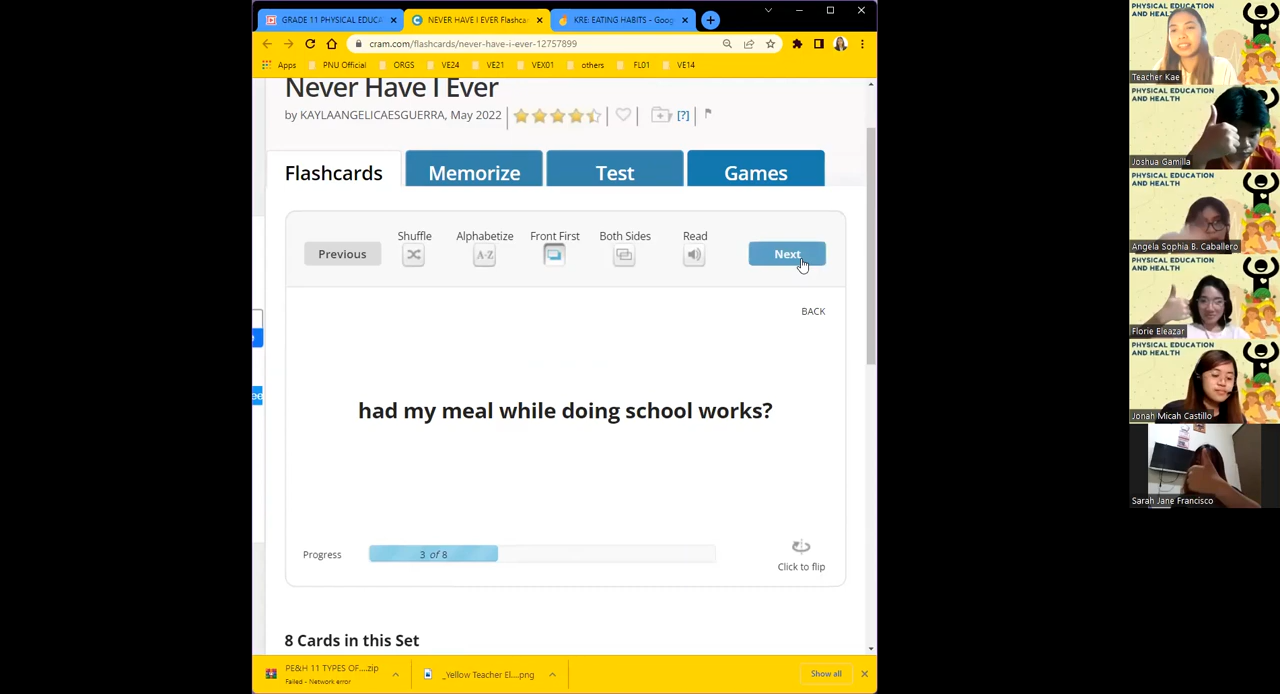 GRADE 11 PHYSICAL EDUCA
NEVER HAVE I EVER Flashca
KRE: EATING HABITS - Goog
cram.com/flashcards/never-have-i-ever-12757899
Apps
PNU Official
ORGS
VE24
VE21
VEX01
others
FL01
VE14
Never Have I Ever
by KAYLAANGELICAESGUERRA, May 2022
[?]
Flashcards
Memorize
Test
Games
Previous
Shuffle
Alphabetize
A-Z
Front First
Both Sides
Read
Next
BACK
had my meal while doing school works?
Progress
3 of 8
Click to flip
8 Cards in this Set
PE&H 11 TYPES OF....zip
Failed - Network error
_Yellow Teacher El....png
Show all
Teacher Kae
PHYSICAL EDUCATION
AND HEALTH
Joshua Gamilla
PHYSICAL EDUCATION
AND HEALTH
Angela Sophia B. Caballero
PHYSICAL EDUCATION
AND HEALTH
Florie Eleazar
PHYSICAL EDUCATION
AND HEALTH
Jonah Micah Castillo
Sarah Jane Francisco